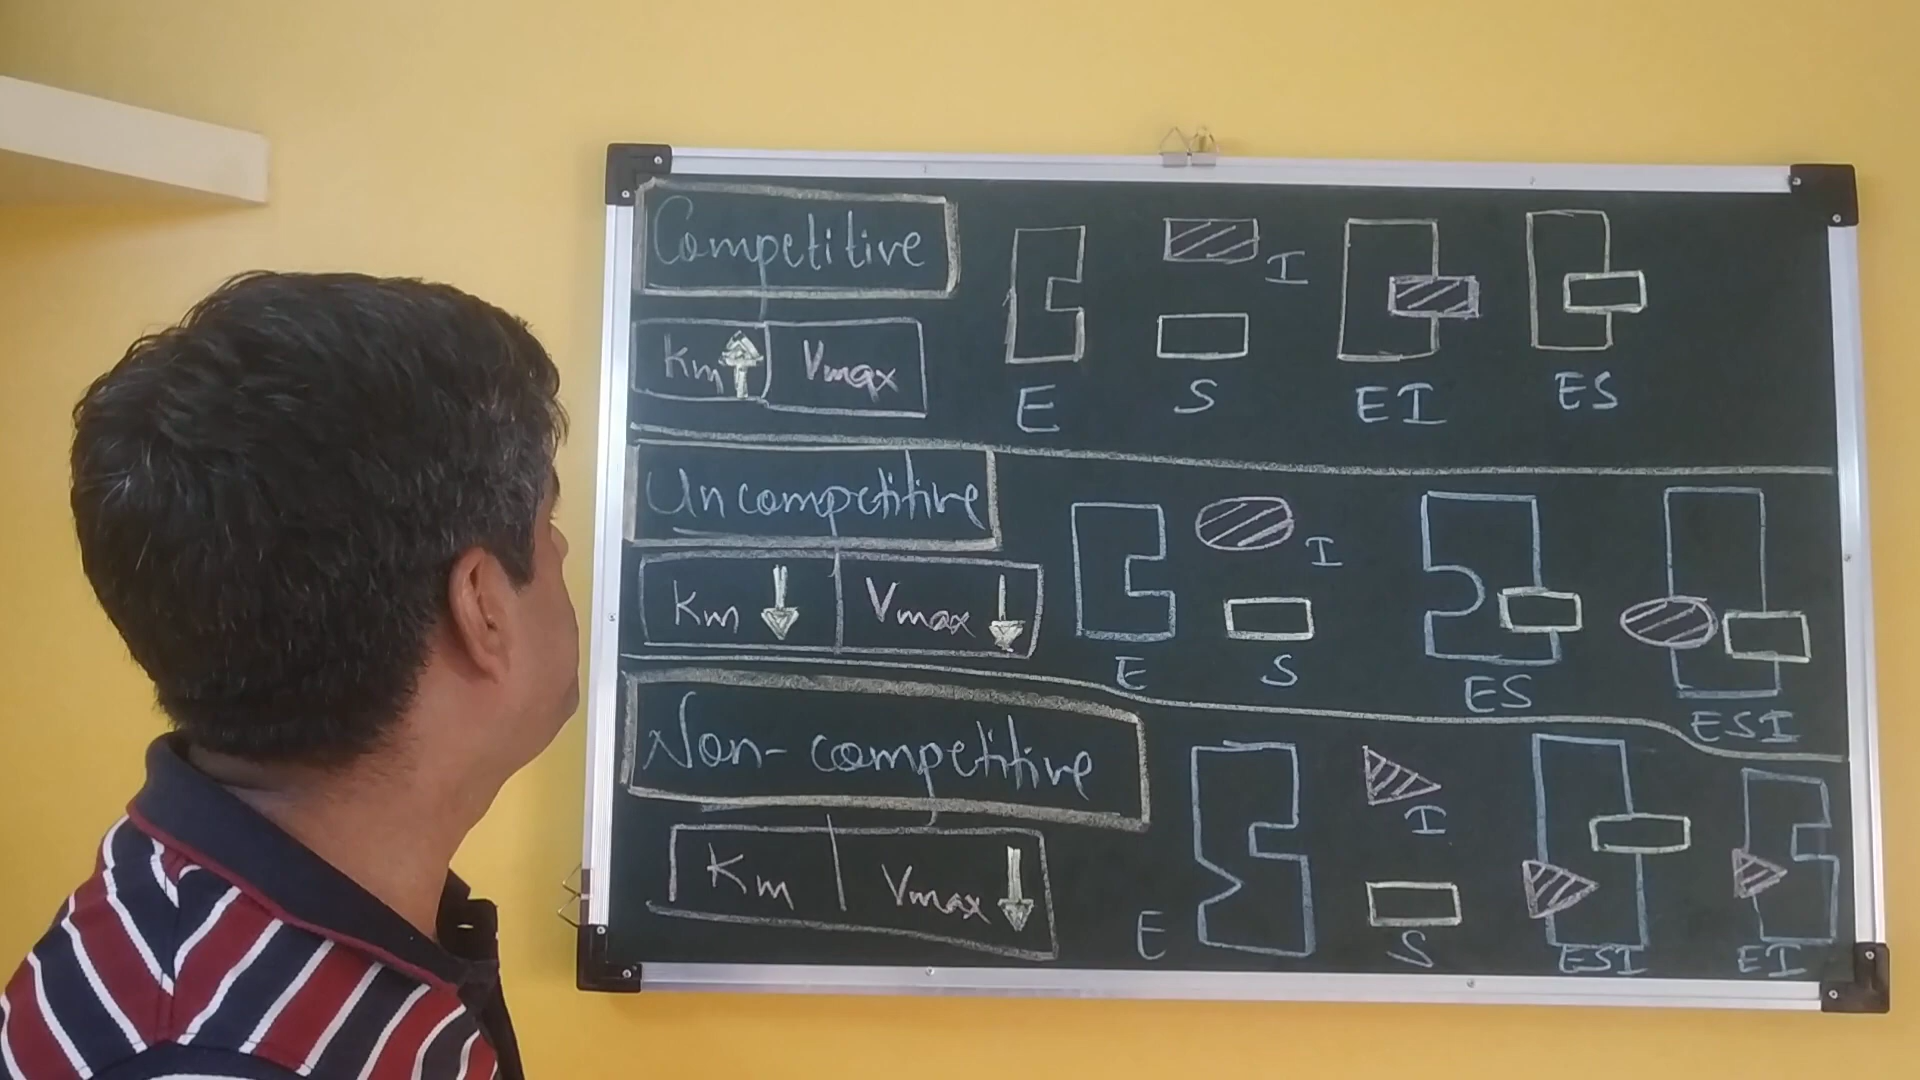 Competitive
I
Km Vmax
E S EI ES
Uncompetitive
I
Km Vmax
E S ES ESI
Non-competitive
I
Km Vmax
E S ESI EI